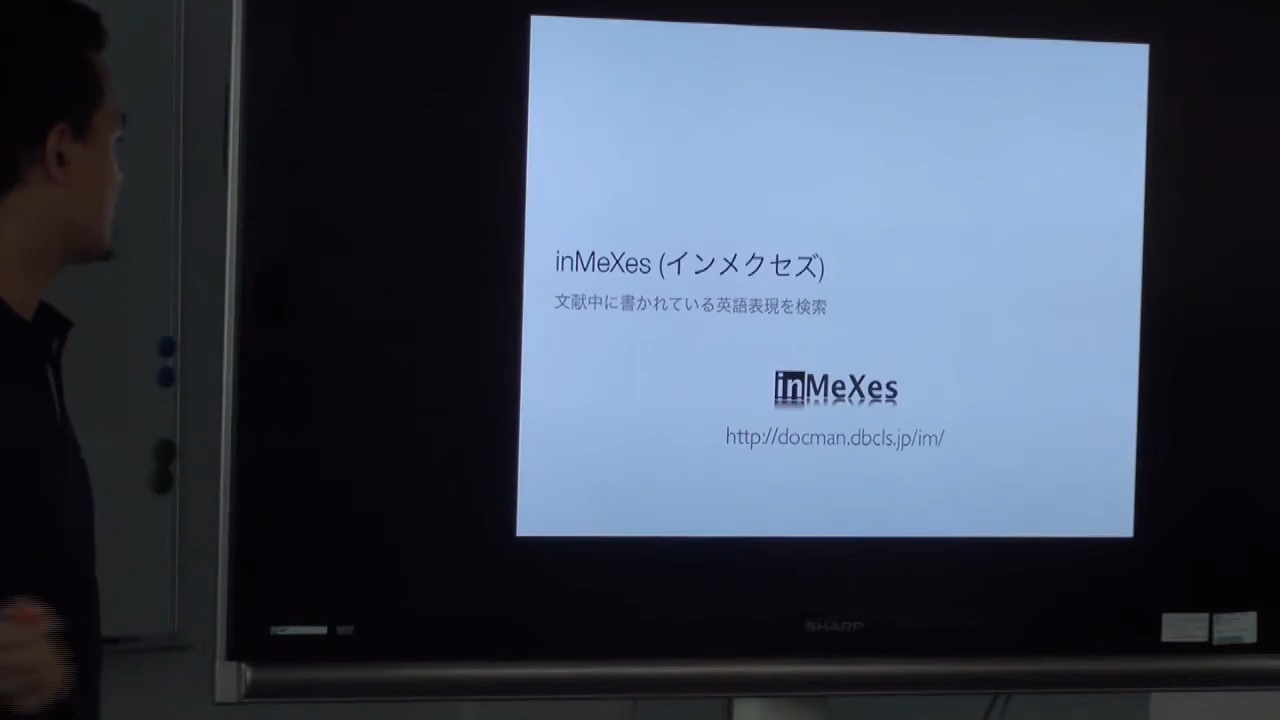 inMeXes (インメクセズ)
文献中に書かれている英語表現を検索
inMeXes
http://docman.dbcls.jp/im/
SHARP